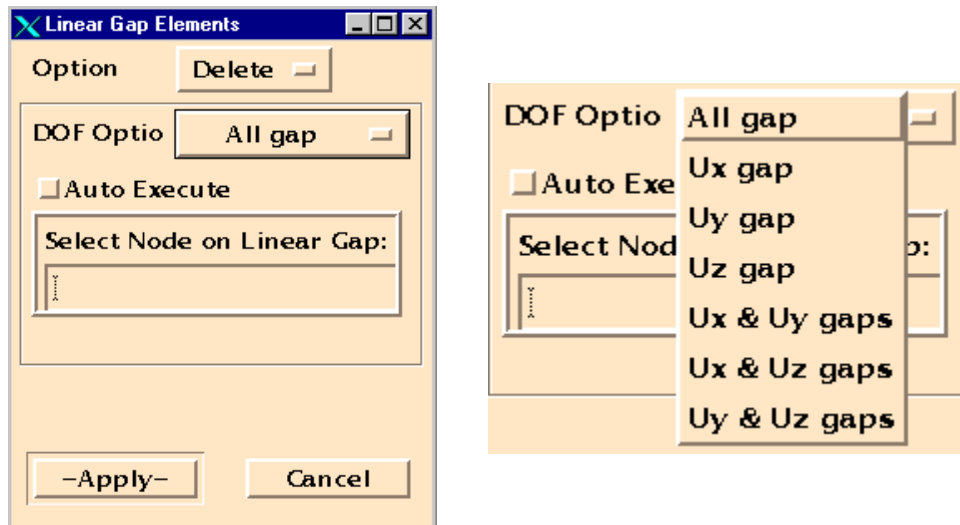 Linear Gap Elements
Option Delete
DOF Optio All gap
Auto Execute
Select Node on Linear Gap:
-Apply- Cancel
DOF Optio All gap
Ux gap
Auto Exe
Uy gap
Select Nod p:
Uz gap
Ux & Uy gaps
Ux & Uz gaps
Uy & Uz gaps